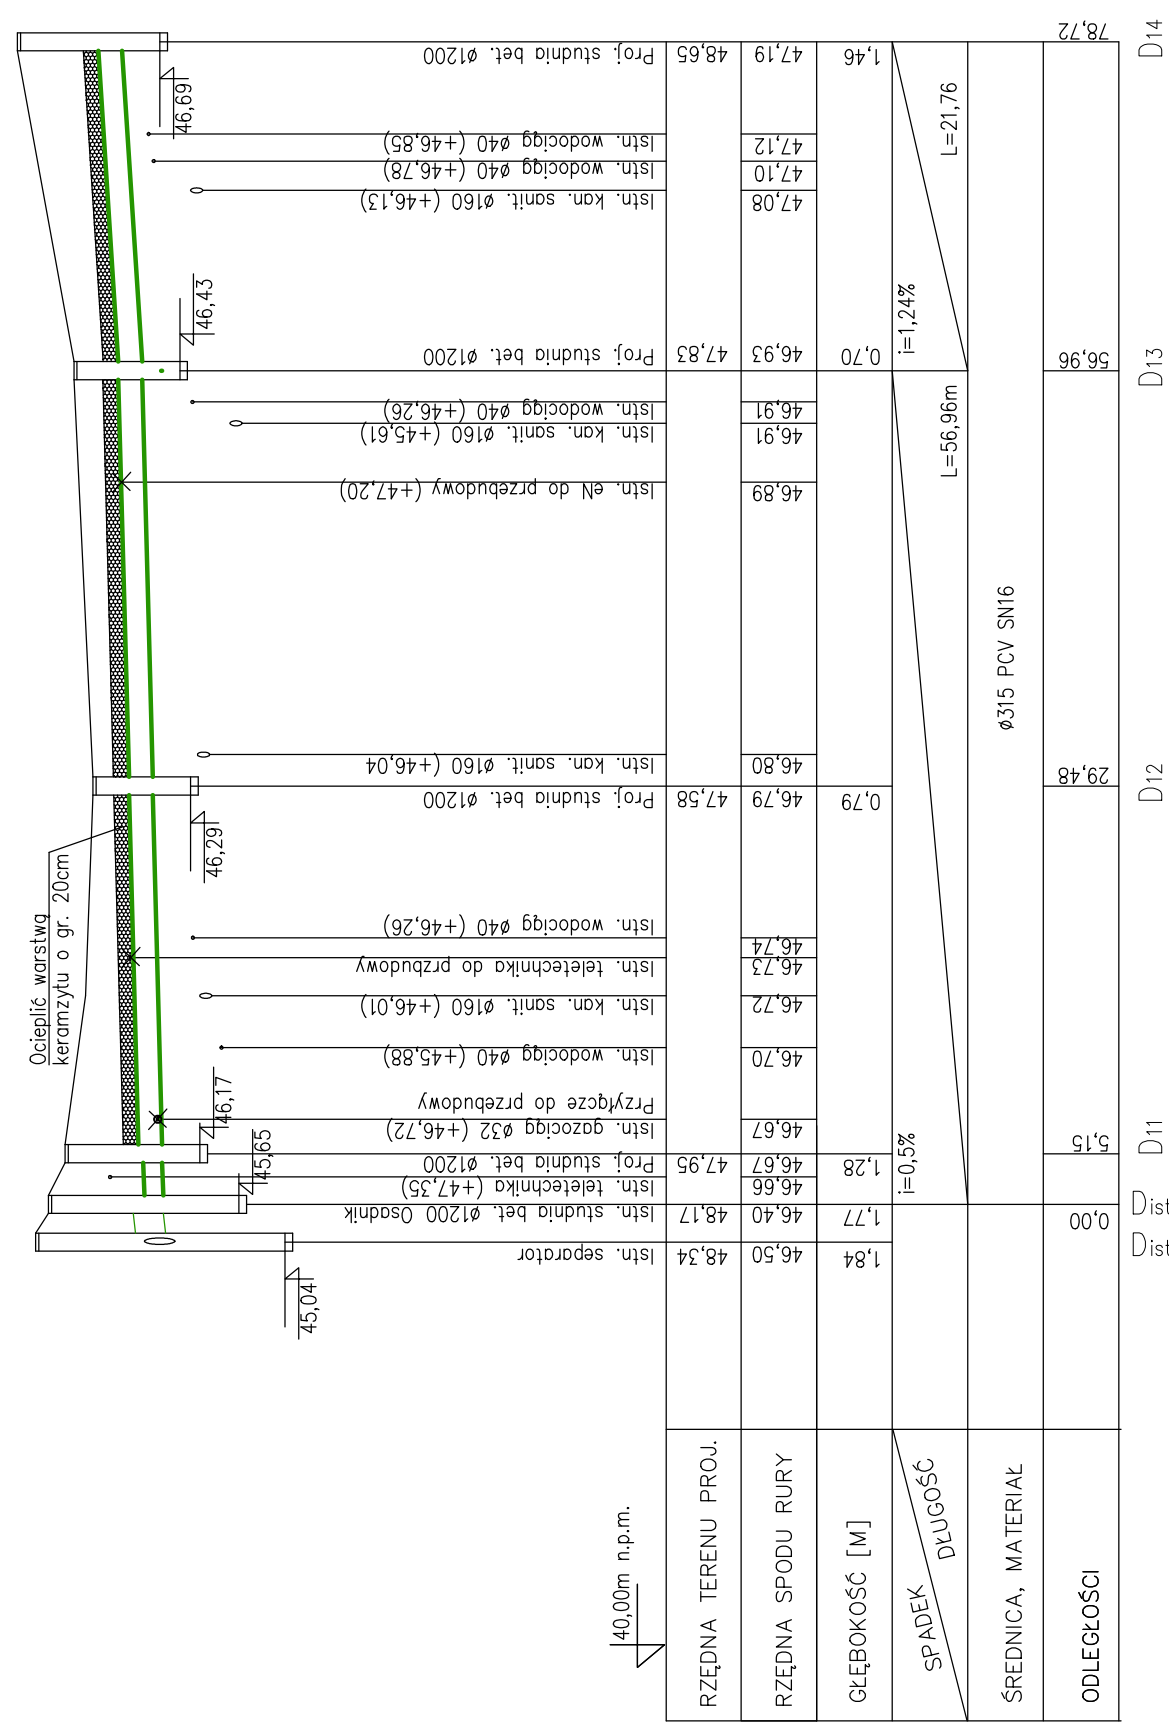 Ocieplić warstwą
keramzytu o gr. 20cm
45,04
45,65
46,17
46,29
46,43
46,69
Istn. separator
Istn. studnia bet. ø1200 Osadnik
Istn. teletechnika (+47,35)
Proj. studnia bet. ø1200
Istn. gazociąg ø32 (+46,72)
Przyłącze do przebudowy
Istn. wodociąg ø40 (+45,88)
Istn. kan. sanit. ø160 (+46,01)
Istn. teletechnika do przbudowy
Istn. wodociąg ø40 (+46,26)
Proj. studnia bet. ø1200
Istn. kan. sanit. ø160 (+46,04
Istn. eN do przebudowy (+47,20)
Istn. kan. sanit. ø160 (+45,61)
Istn. wodociąg ø40 (+46,26)
Proj. studnia bet. ø1200
Istn. kan. sanit. ø160 (+46,13)
Istn. wodociąg ø40 (+46,78)
Istn. wodociąg ø40 (+46,85)
Proj. studnia bet. ø1200
40,00m n.p.m.
RZĘDNA TERENU PROJ.
48,34
48,17
47,95
47,58
47,83
48,65
RZĘDNA SPODU RURY
46,50
46,40
46,66
46,67
46,67
46,70
46,72
46,73
46,74
46,79
46,80
46,89
46,91
46,91
46,93
47,08
47,10
47,12
47,19
GŁĘBOKOŚĆ [M]
1,84
1,77
1,28
0,79
0,70
1,46
SPADEK
DŁUGOŚĆ
i=0,5%
L=56,96m
i=1,24%
L=21,76
ŚREDNICA, MATERIAŁ
ø315 PCV SN16
ODLEGŁOŚCI
0,00
5,15
29,48
56,96
78,72
Dist
Dist
D11
D12
D13
D14